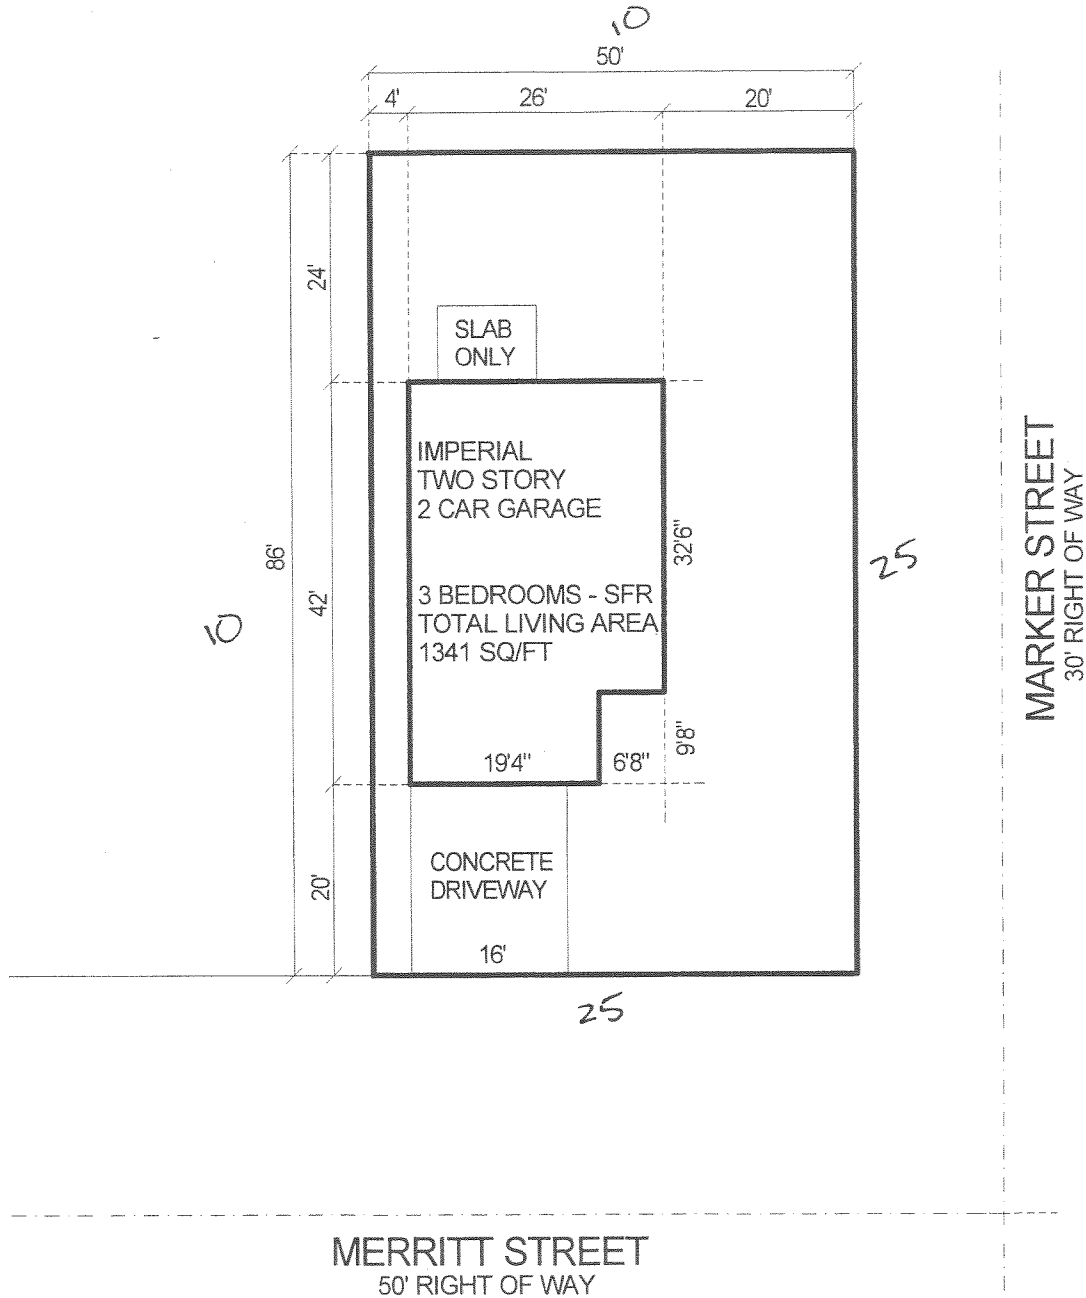 10
50'
4'
26'
20'
24'
SLAB
ONLY
IMPERIAL
TWO STORY
2 CAR GARAGE
86'
42'
32'6"
3 BEDROOMS - SFR
TOTAL LIVING AREA
1341 SQ/FT
10
25
MARKER STREET
30' RIGHT OF WAY
19'4"
6'8"
9'8"
20'
CONCRETE
DRIVEWAY
16'
25
MERRITT STREET
50' RIGHT OF WAY